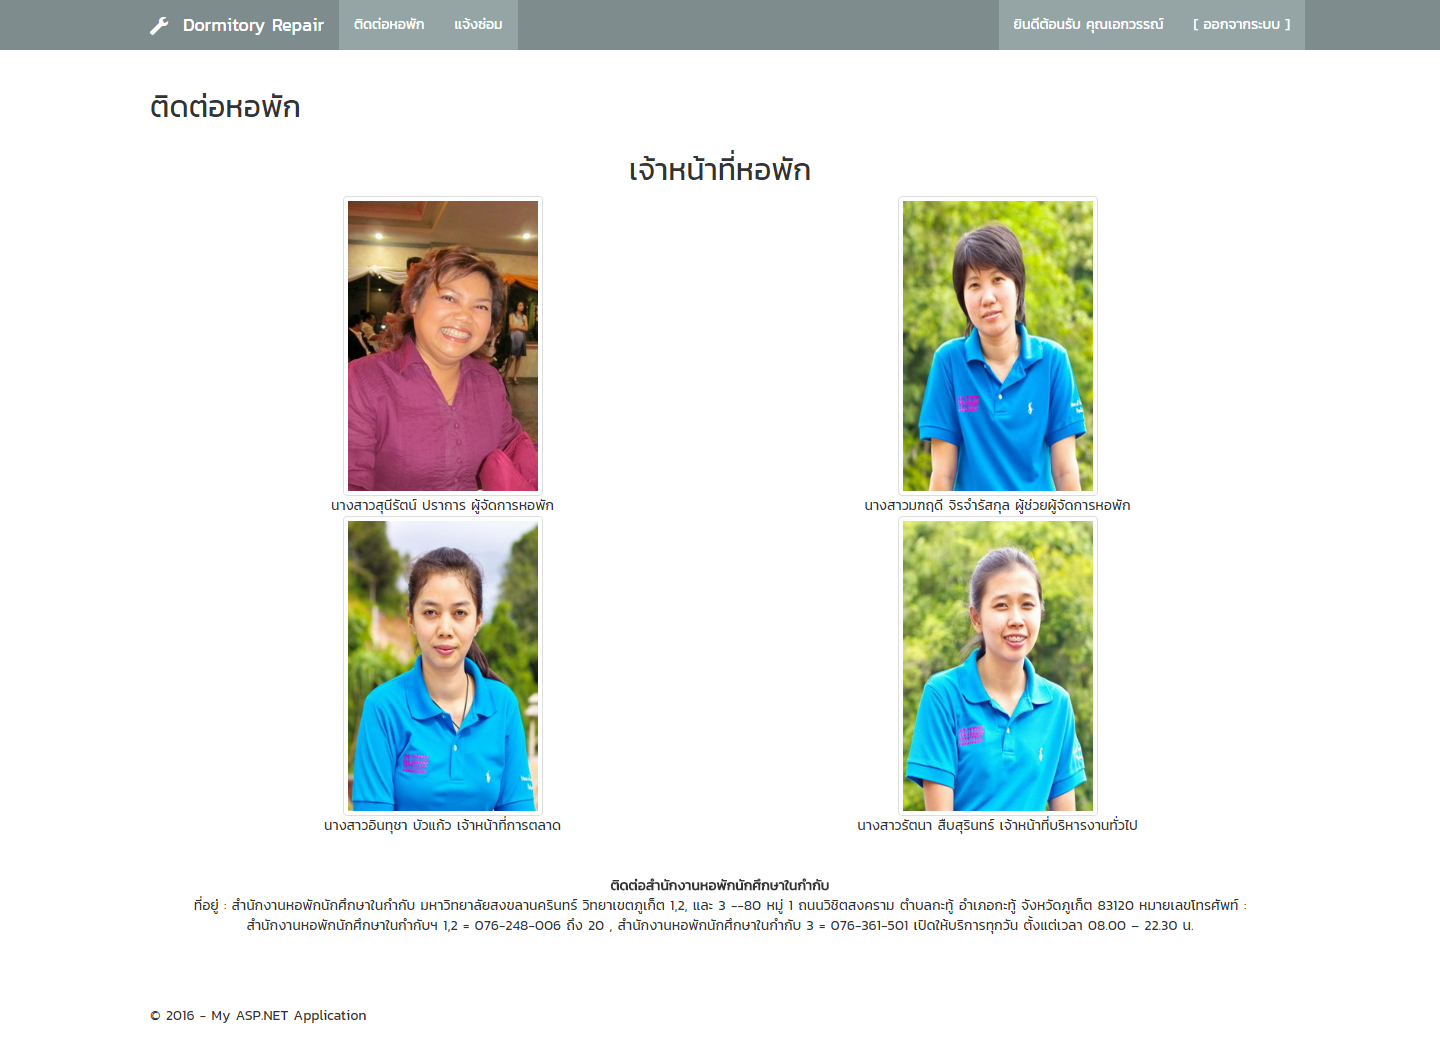 Dormitory Repair ติดต่อหอพัก แจ้งซ่อม ยินดีต้อนรับ คุณเอกวรรณ์ [ ออกจากระบบ ]
ติดต่อหอพัก
เจ้าหน้าที่หอพัก
นางสาวสุนีรัตน์ ปราการ ผู้จัดการหอพัก
นางสาวมฑฤดี จิรจำรัสกุล ผู้ช่วยผู้จัดการหอพัก
นางสาวอินทุชา บัวแก้ว เจ้าหน้าที่การตลาด
นางสาวรัตนา สืบสุรินทร์ เจ้าหน้าที่บริหารงานทั่วไป
ติดต่อสำนักงานหอพักนักศึกษาในกำกับ
ที่อยู่ : สำนักงานหอพักนักศึกษาในกำกับ มหาวิทยาลัยสงขลานครินทร์ วิทยาเขตภูเก็ต 1,2, และ 3 --80 หมู่ 1 ถนนวิชิตสงคราม ตำบลกะทู้ อำเภอกะทู้ จังหวัดภูเก็ต 83120 หมายเลขโทรศัพท์ :
สำนักงานหอพักนักศึกษาในกำกับฯ 1,2 = 076-248-006 ถึง 20 , สำนักงานหอพักนักศึกษาในกำกับ 3 = 076-361-501 เปิดให้บริการทุกวัน ตั้งแต่เวลา 08.00 – 22.30 น.
© 2016 - My ASP.NET Application